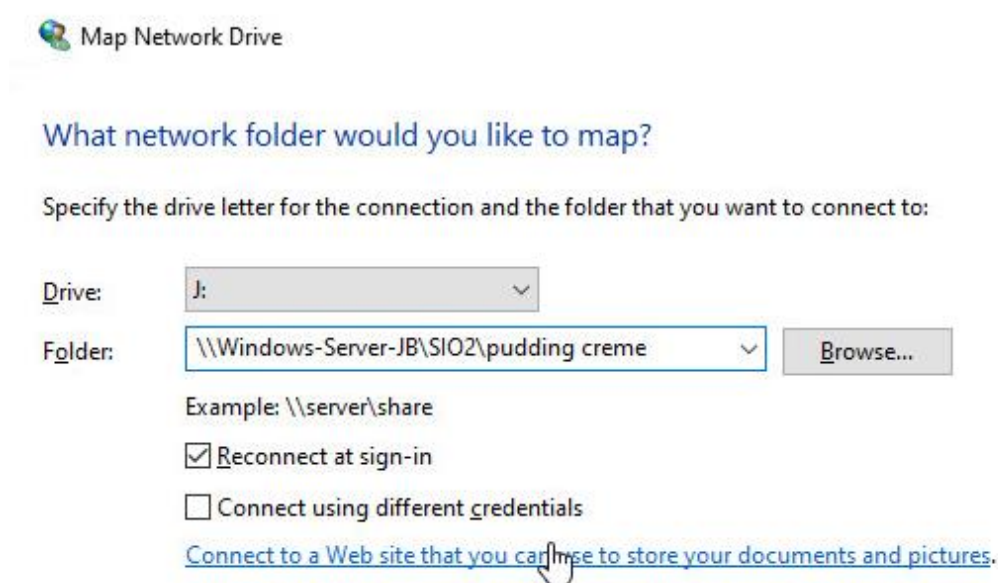 Map Network Drive
What network folder would you like to map?
Specify the drive letter for the connection and the folder that you want to connect to:
Drive: J:
Folder: \\Windows-Server-JB\SIO2\pudding creme Browse...
Example: \\server\share
Reconnect at sign-in
Connect using different credentials
Connect to a Web site that you can use to store your documents and pictures.